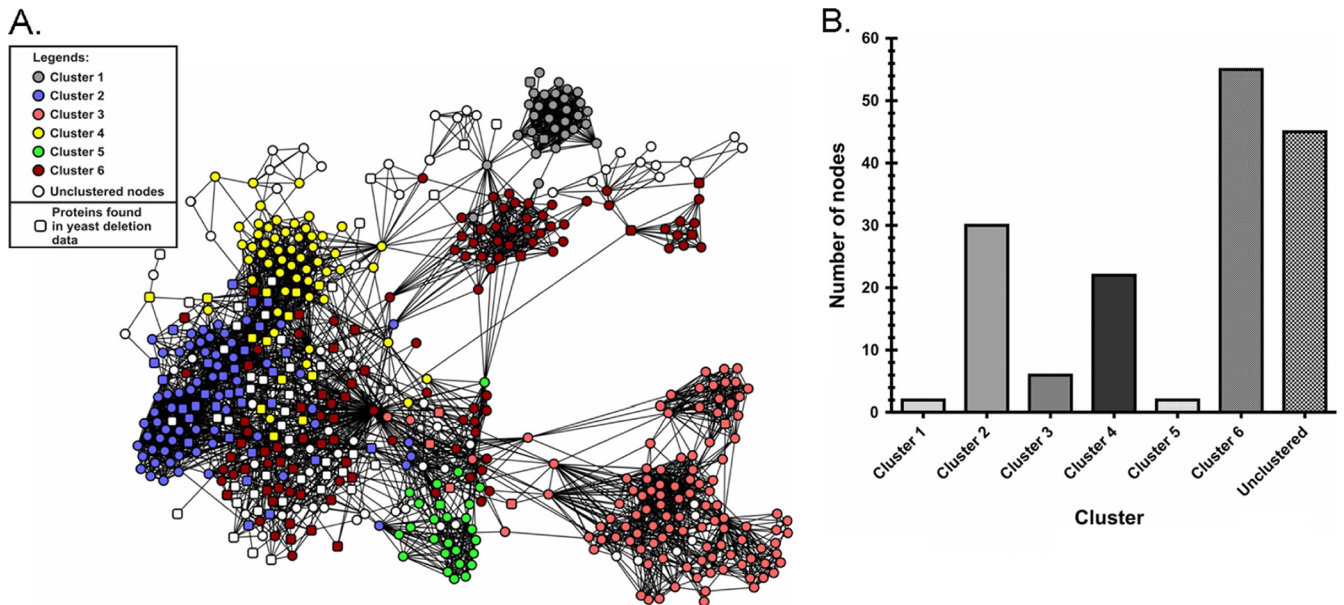 A.
Legends:
Cluster 1
Cluster 2
Cluster 3
Cluster 4
Cluster 5
Cluster 6
Unclustered nodes
Proteins found
in yeast deletion
data
B.
Number of nodes
60
50
40
30
20
10
0
Cluster 1
Cluster 2
Cluster 3
Cluster 4
Cluster 5
Cluster 6
Unclustered
Cluster